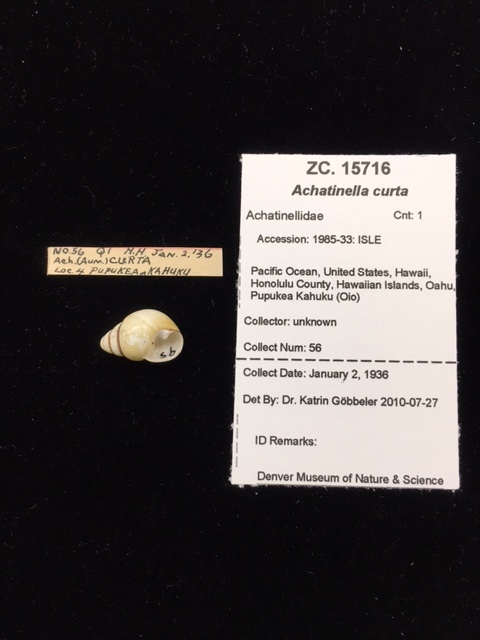 NO.56 Q1 H.H JAN.2,'36
Ach.(Aum.) CURTA
Loc.4 PUPUKEA-KAHUKU
ZC. 15716
Achatinella curta
Achatinellidae Cnt: 1
Accession: 1985-33: ISLE
Pacific Ocean, United States, Hawaii,
Honolulu County, Hawaiian Islands, Oahu,
Pupukea Kahuku (Oio)
Collector: unknown
Collect Num: 56
Collect Date: January 2, 1936
Det By: Dr. Katrin Göbbeler 2010-07-27
ID Remarks:
Denver Museum of Nature & Science